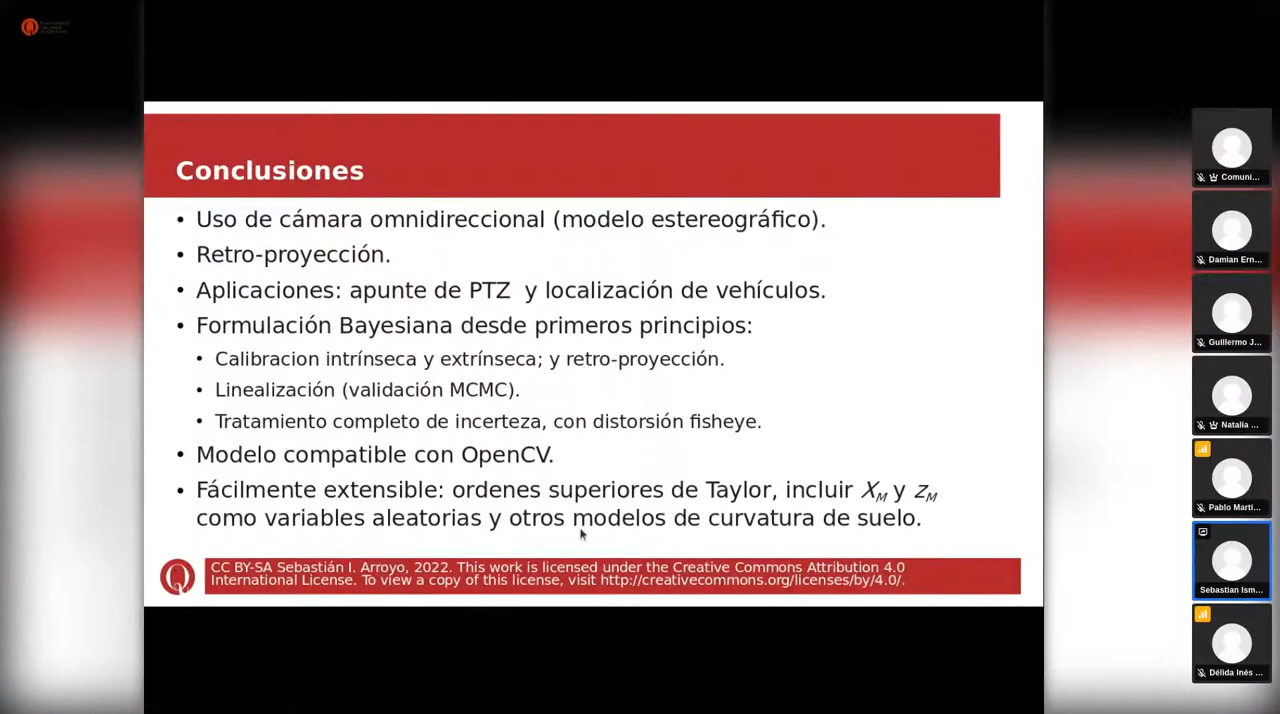 Conclusiones
• Uso de cámara omnidireccional (modelo estereográfico).
• Retro-proyección.
• Aplicaciones: apunte de PTZ y localización de vehículos.
• Formulación Bayesiana desde primeros principios:
• Calibracion intrínseca y extrínseca; y retro-proyección.
• Linealización (validación MCMC).
• Tratamiento completo de incerteza, con distorsión fisheye.
• Modelo compatible con OpenCV.
• Fácilmente extensible: ordenes superiores de Taylor, incluir X_M y z_M
como variables aleatorias y otros modelos de curvatura de suelo.
CC BY-SA Sebastián I. Arroyo, 2022. This work is licensed under the Creative Commons Attribution 4.0
International License. To view a copy of this license, visit http://creativecommons.org/licenses/by/4.0/.
Comuni...
Damian Ern...
Guillermo J...
Natalia ...
Pablo Martí...
Sebastian Ism...
Délida Inés ...